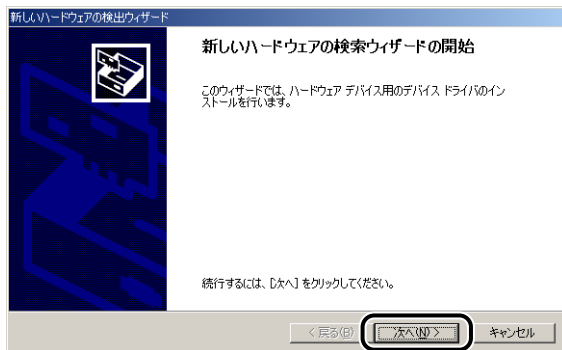 新しいハードウェアの検出ウィザード
新しいハードウェアの検索ウィザードの開始
このウィザードでは、ハードウェア デバイス用のデバイス ドライバのイン
ストールを行います。
続行するには、[次へ] をクリックしてください。
< 戻る(B)
次へ(N) >
キャンセル